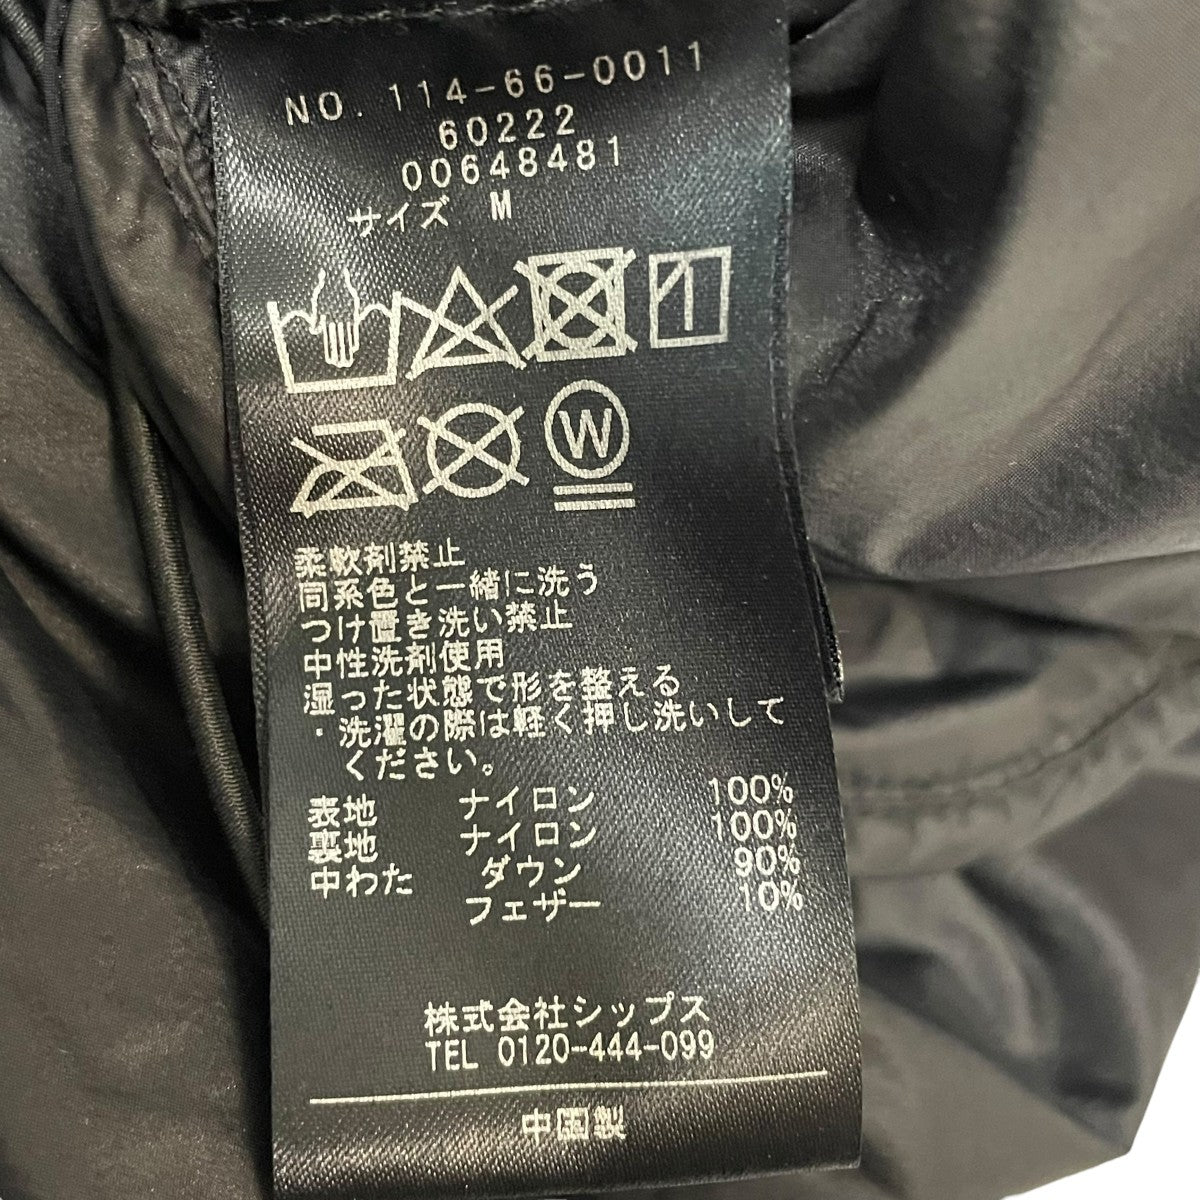 NO. 114-66-0011
60222
00648481
サイズ M
W
柔軟剤禁止
同系色と一緒に洗う
つけ置き洗い禁止
中性洗剤使用
湿った状態で形を整える
・洗濯の際は軽く押し洗いして
ください。
表地 ナイロン 100%
裏地 ナイロン 100%
中わた ダウン 90%
フェザー 10%
株式会社シップス
TEL 0120-444-099
中国製